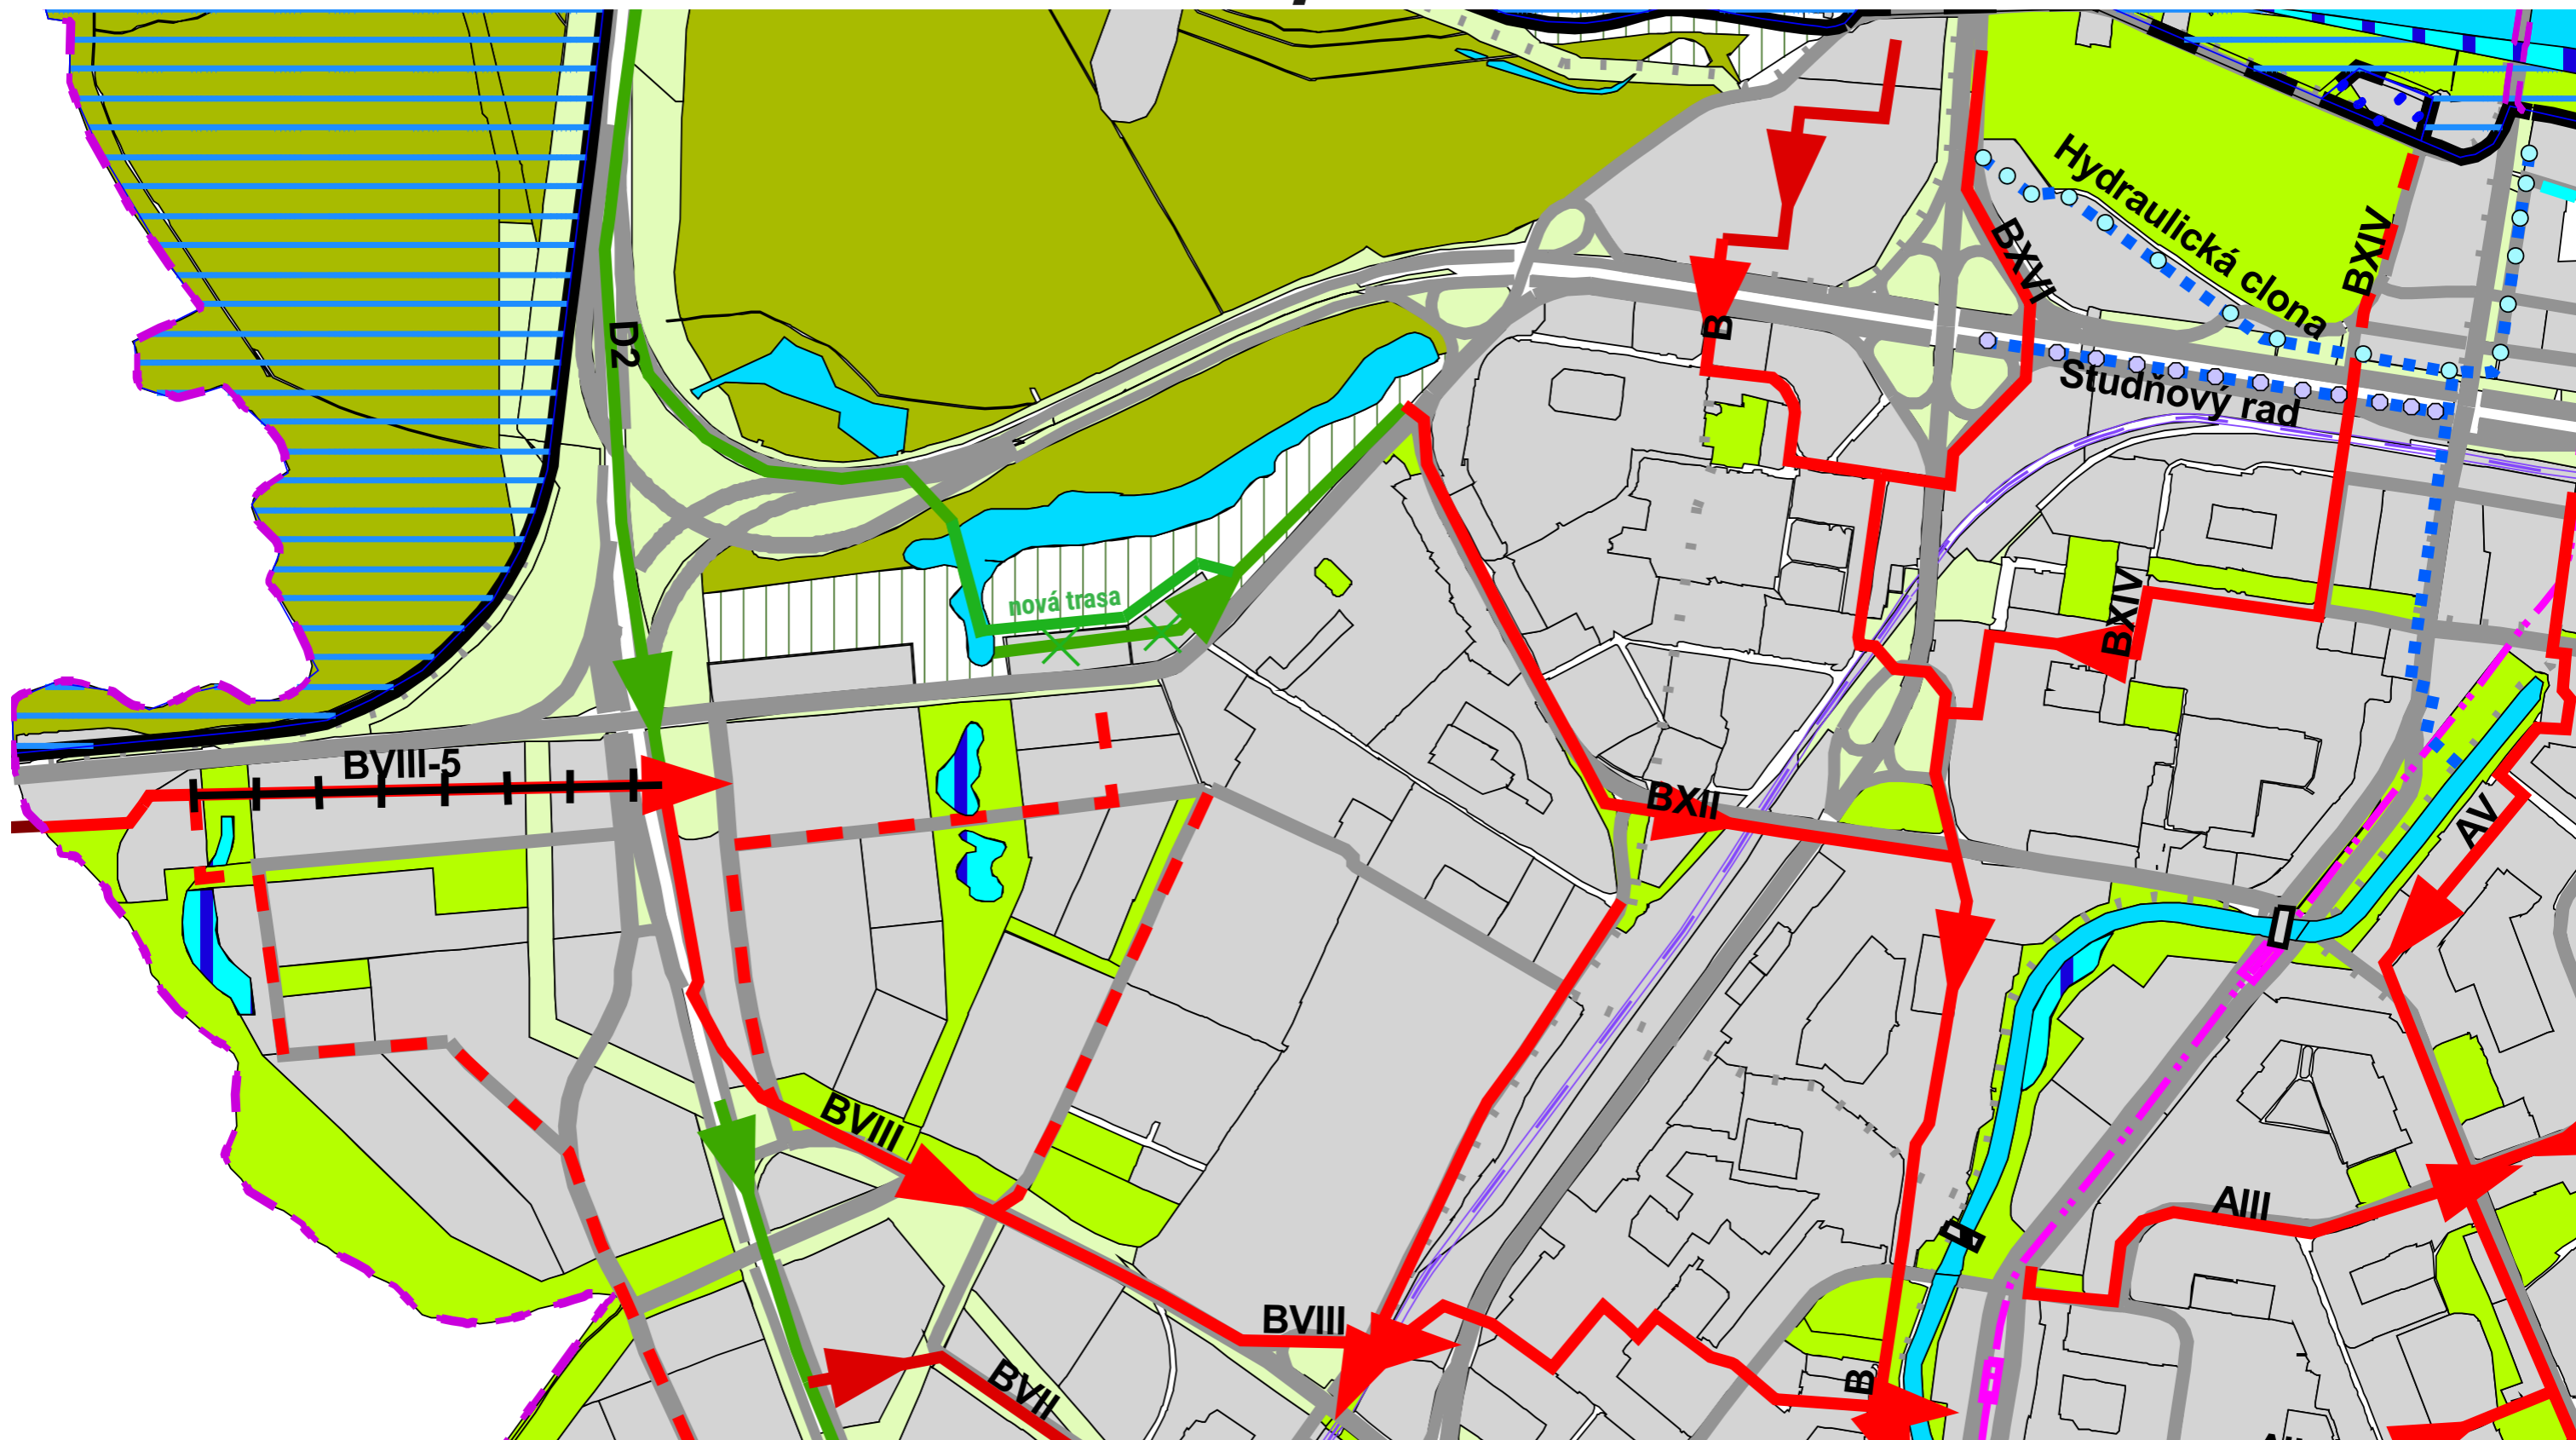 Hydraulická clona
BXIV
BXVI
B
D2
Studňový rad
nová trasa
BXIV
BVIII-5
BXII
AV
BVIII
AIII
BVIII
BVII
B